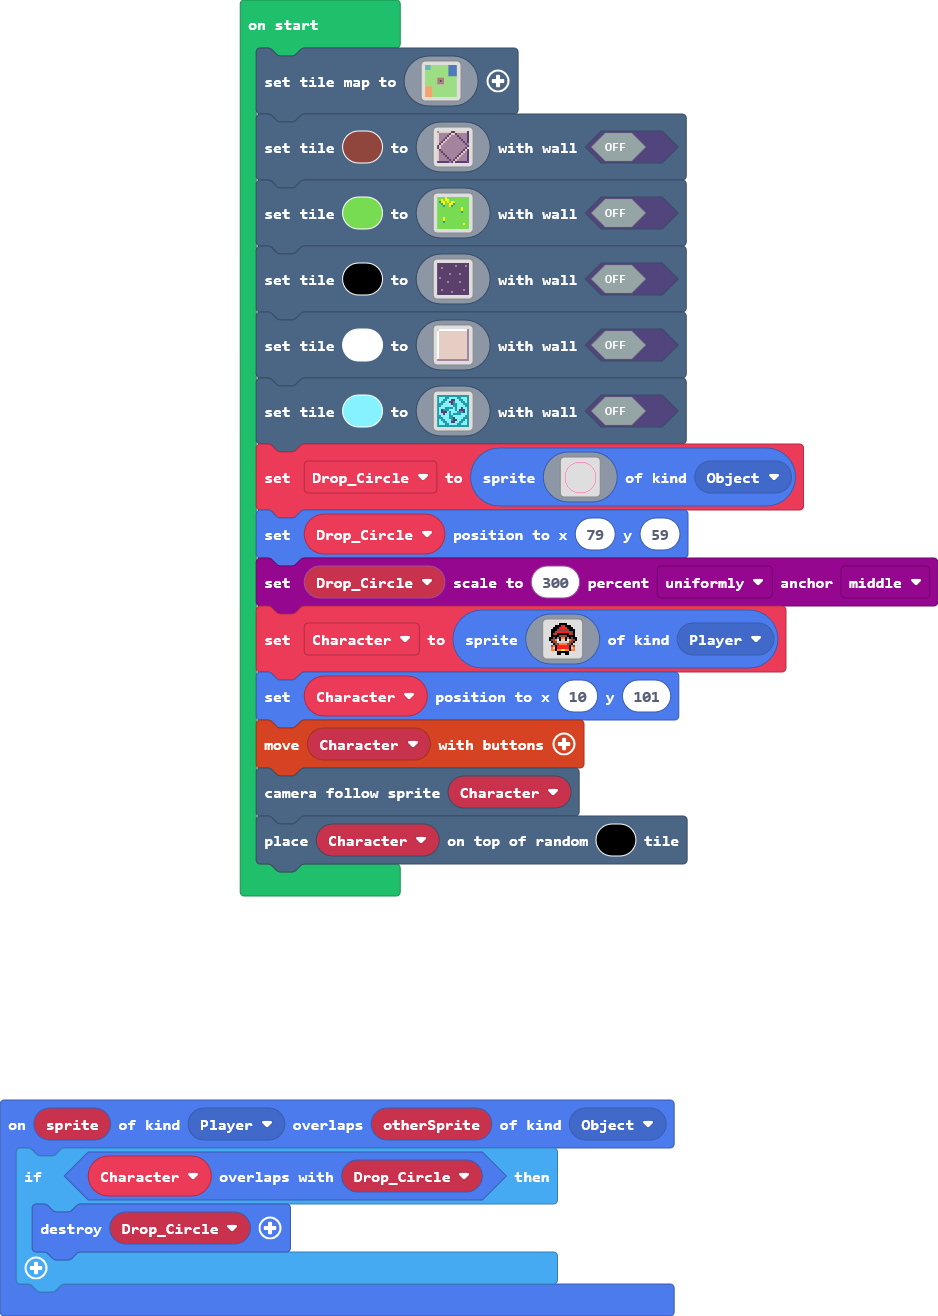 on start
set tile map to
set tile to with wall OFF
set tile to with wall OFF
set tile to with wall OFF
set tile to with wall OFF
set tile to with wall OFF
set Drop_Circle to sprite of kind Object
set Drop_Circle position to x 79 y 59
set Drop_Circle scale to 300 percent uniformly anchor middle
set Character to sprite of kind Player
set Character position to x 10 y 101
move Character with buttons
camera follow sprite Character
place Character on top of random tile
on sprite of kind Player overlaps otherSprite of kind Object
if Character overlaps with Drop_Circle then
destroy Drop_Circle